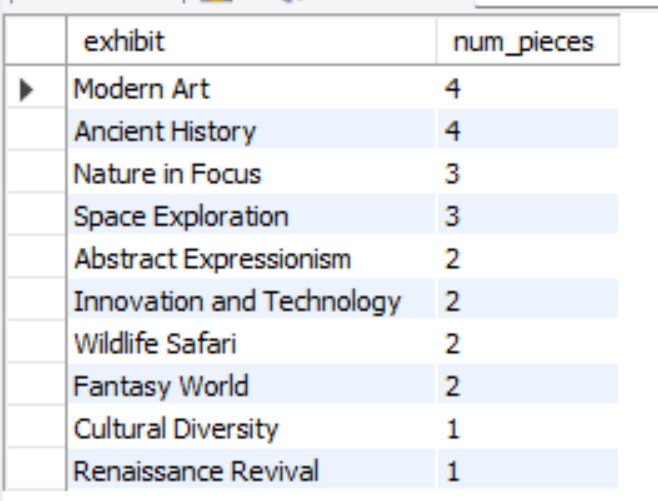 exhibit num_pieces
Modern Art 4
Ancient History 4
Nature in Focus 3
Space Exploration 3
Abstract Expressionism 2
Innovation and Technology 2
Wildlife Safari 2
Fantasy World 2
Cultural Diversity 1
Renaissance Revival 1